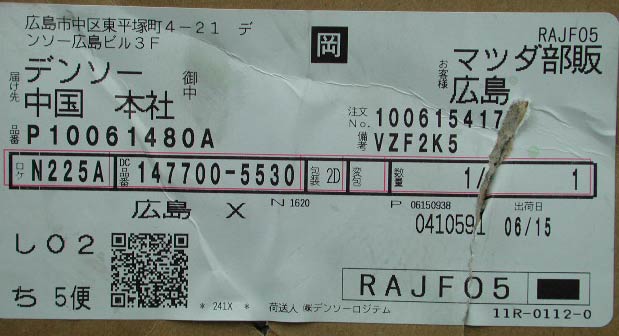 広島市中区東平塚町4-21 デ
ンソー広島ビル3F
岡
RAJF05
届け先 デンソー 御中
中国 本社
お客様 マツダ部販
広島
注文No. 100615417
品番 P10061480A
備考 VZF2K5
ロケ N225A DC品番 147700-5530 包装 2D 変包 数量 1/ 1
広島 X N 1620 P 06150938 出荷日
0410591 06/15
し02
ち5便
* 241X * 荷送人 ㈱デンソーロジテム
RAJF05
11R-0112-0